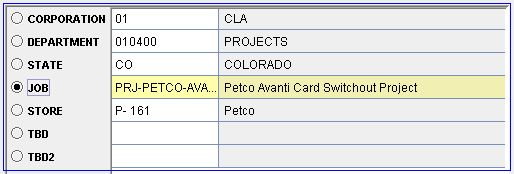 CORPORATION 01 CLA
DEPARTMENT 010400 PROJECTS
STATE CO COLORADO
JOB PRJ-PETCO-AVA... Petco Avanti Card Switchout Project
STORE P- 161 Petco
TBD
TBD2